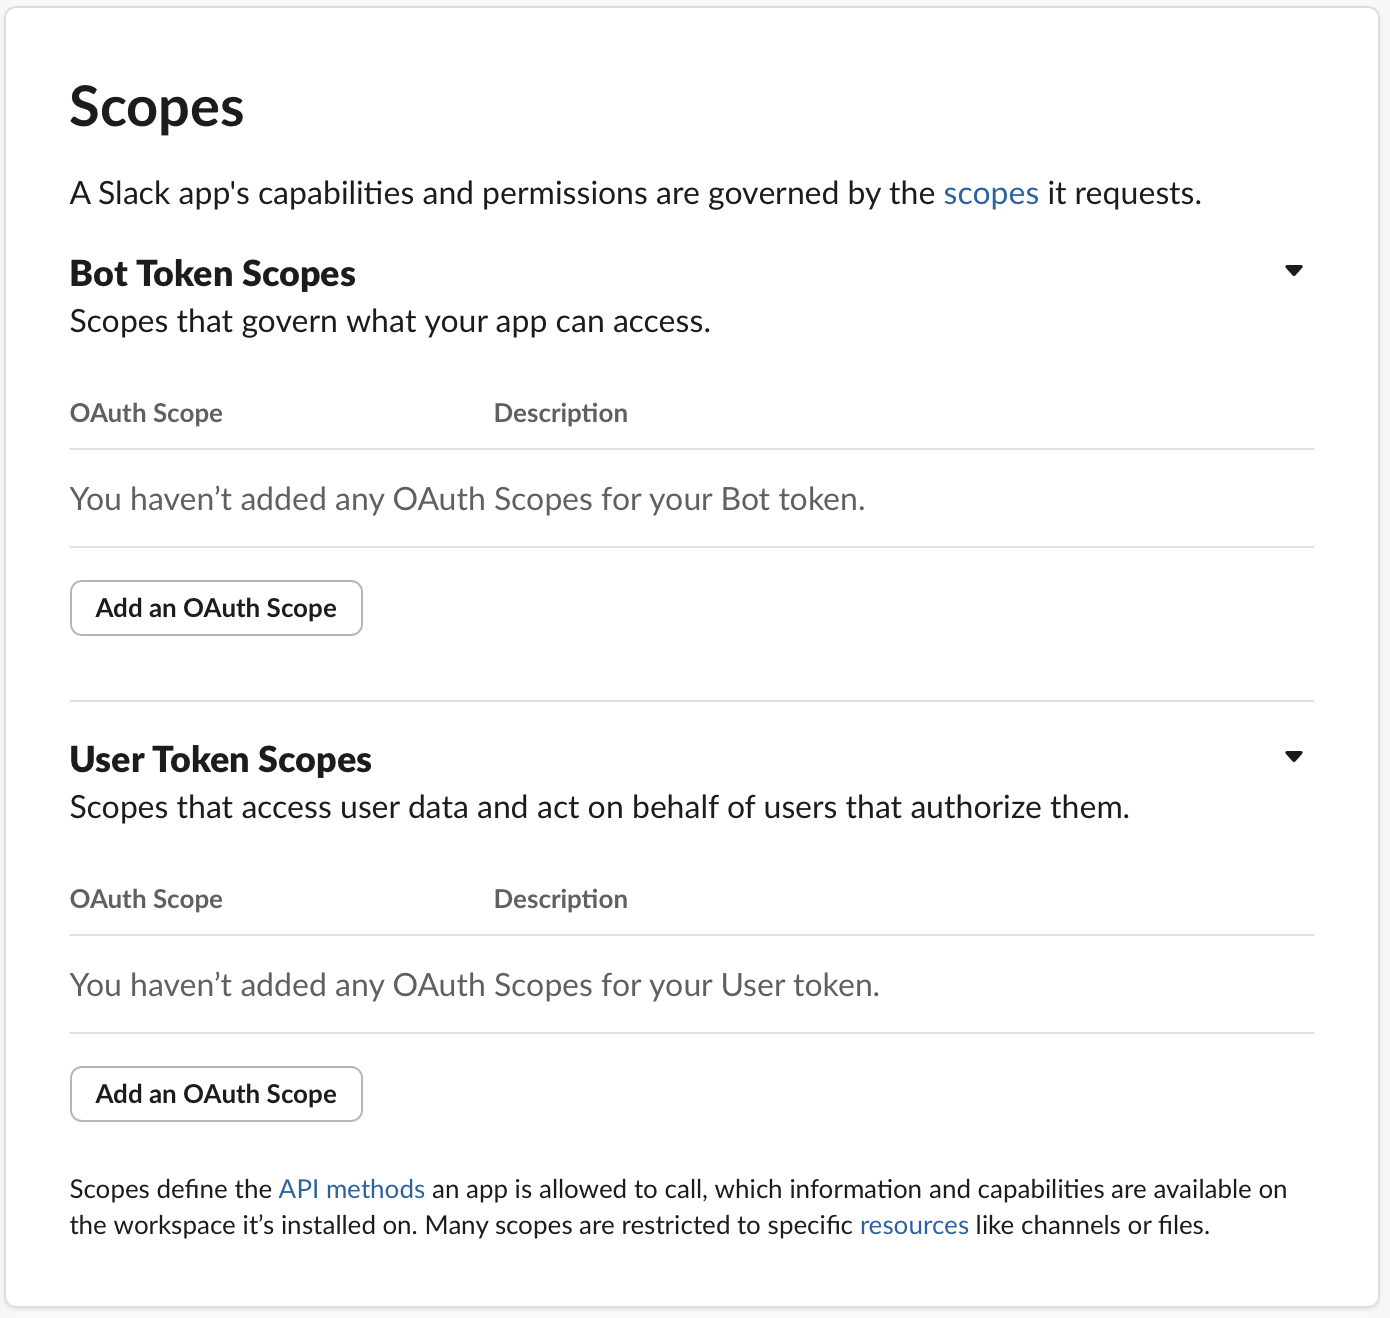 Scopes
A Slack app's capabilities and permissions are governed by the scopes it requests.
Bot Token Scopes
Scopes that govern what your app can access.
OAuth Scope Description
You haven’t added any OAuth Scopes for your Bot token.
Add an OAuth Scope
User Token Scopes
Scopes that access user data and act on behalf of users that authorize them.
OAuth Scope Description
You haven’t added any OAuth Scopes for your User token.
Add an OAuth Scope
Scopes define the API methods an app is allowed to call, which information and capabilities are available on
the workspace it’s installed on. Many scopes are restricted to specific resources like channels or files.